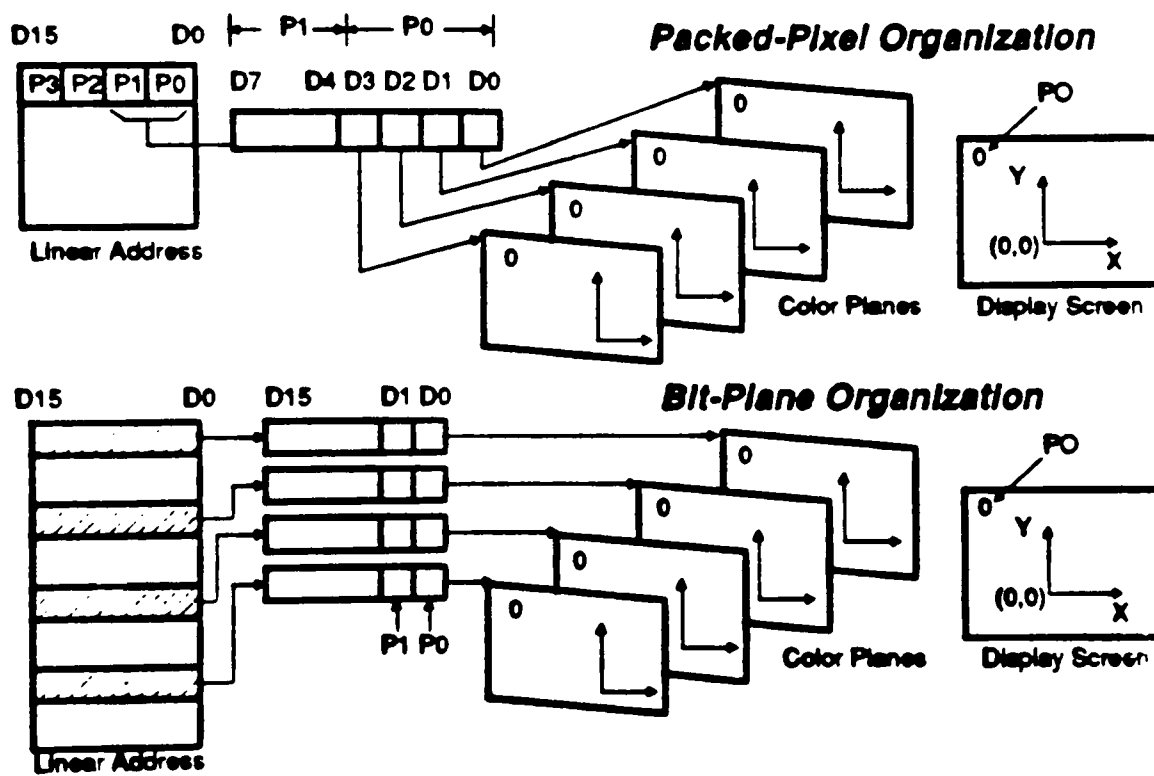 Packed-Pixel Organization
D15 D0 P1 P0
D7 D4 D3 D2 D1 D0
P3 P2 P1 P0
Linear Address
0
0
0
0
Color Planes
PO
0
Y
(0,0)
X
Display Screen
Bit-Plane Organization
D15 D0 D15 D1 D0
P1 P0
Linear Address
0
0
0
0
Color Planes
PO
0
Y
(0,0)
X
Display Screen